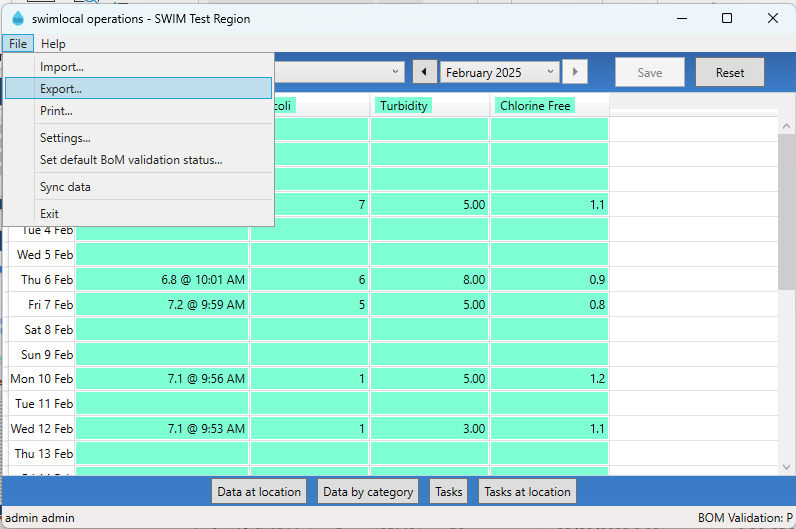 swimlocal operations - SWIM Test Region
File Help
Import...
Export...
Print...
Settings...
Set default BoM validation status...
Sync data
Exit
February 2025
Save Reset
coli Turbidity Chlorine Free
7 5.00 1.1
Tue 4 Feb
Wed 5 Feb
Thu 6 Feb 6.8 @ 10:01 AM 6 8.00 0.9
Fri 7 Feb 7.2 @ 9:59 AM 5 5.00 0.8
Sat 8 Feb
Sun 9 Feb
Mon 10 Feb 7.1 @ 9:56 AM 1 5.00 1.2
Tue 11 Feb
Wed 12 Feb 7.1 @ 9:53 AM 1 3.00 1.1
Thu 13 Feb
Data at location Data by category Tasks Tasks at location
admin admin BOM Validation: P